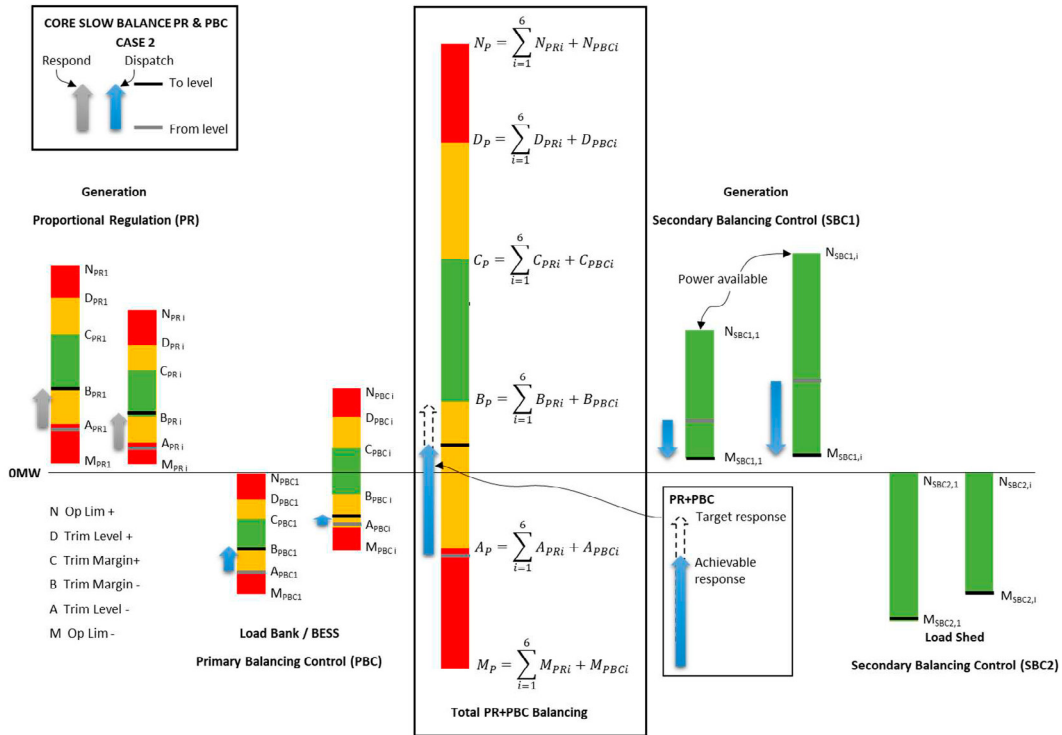 CORE SLOW BALANCE PR & PBC
CASE 2
Respond
Dispatch
To level
From level
Generation
Proportional Regulation (PR)
N_PR1
D_PR1
C_PR1
B_PR1
A_PR1
M_PR1
N_PR i
D_PR i
C_PR i
B_PR i
A_PR i
M_PR i
0MW
N Op Lim +
D Trim Level +
C Trim Margin+
B Trim Margin -
A Trim Level -
M Op Lim -
N_PBC1
D_PBC1
C_PBC1
B_PBC1
A_PBC1
M_PBC1
N_PBC i
D_PBC i
C_PBC i
B_PBC i
A_PBCi
M_PBC i
Load Bank / BESS
Primary Balancing Control (PBC)
N_P = ∑_{i=1}^{6} N_PRi + N_PBCi
D_P = ∑_{i=1}^{6} D_PRi + D_PBCi
C_P = ∑_{i=1}^{6} C_PRi + C_PBCi
B_P = ∑_{i=1}^{6} B_PRi + B_PBCi
A_P = ∑_{i=1}^{6} A_PRi + A_PBCi
M_P = ∑_{i=1}^{6} M_PRi + M_PBCi
Total PR+PBC Balancing
Generation
Secondary Balancing Control (SBC1)
N_SBC1,i
Power available
N_SBC1,1
M_SBC1,1
M_SBC1,i
PR+PBC
Target response
Achievable
response
N_SBC2,1
N_SBC2,i
M_SBC2,i
M_SBC2,1
Load Shed
Secondary Balancing Control (SBC2)